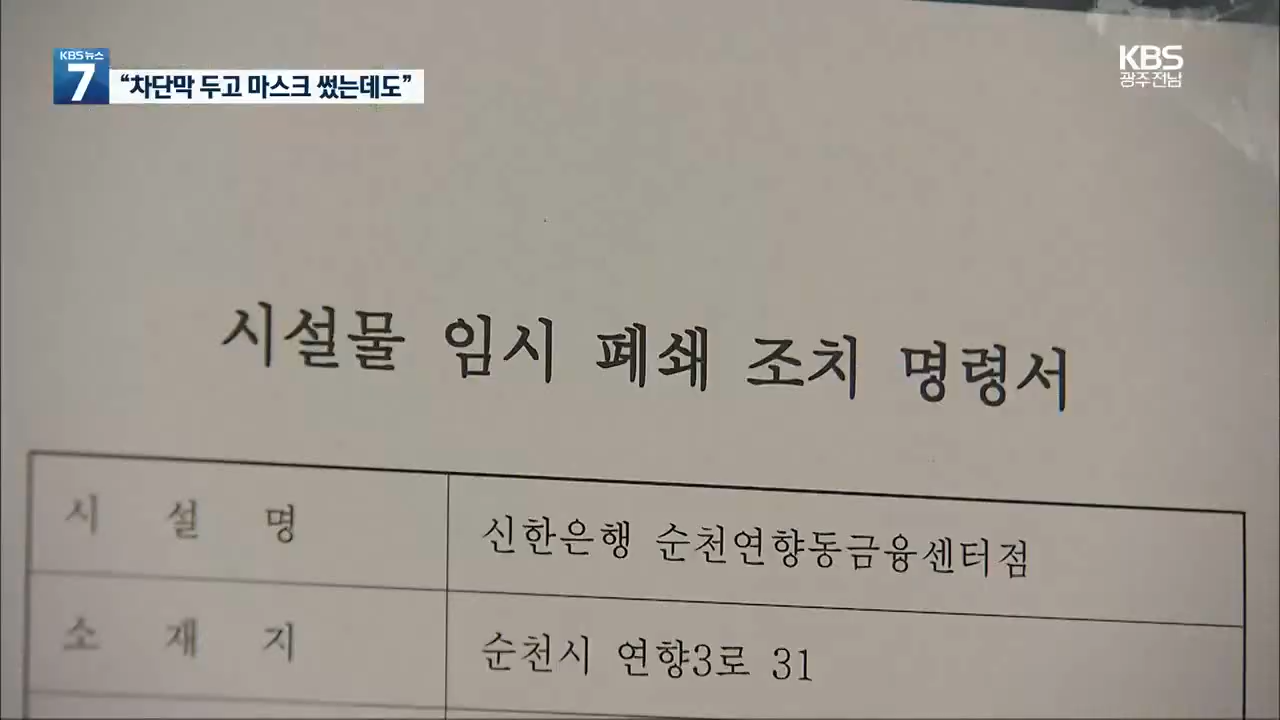 KBS뉴스
7
“차단막 두고 마스크 썼는데도”
KBS
광주전남
시설물 임시 폐쇄 조치 명령서
시 설 명
신한은행 순천연향동금융센터점
소 재 지
순천시 연향3로 31